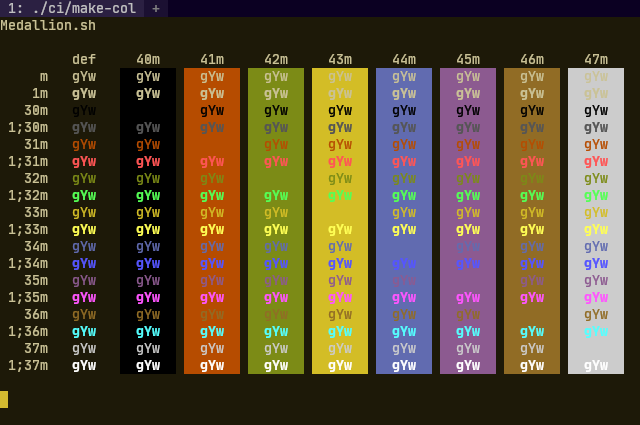 1: ./ci/make-col +
Medallion.sh
def 40m 41m 42m 43m 44m 45m 46m 47m
m gYw gYw gYw gYw gYw gYw gYw gYw gYw
1m gYw gYw gYw gYw gYw gYw gYw gYw gYw
30m gYw gYw gYw gYw gYw gYw gYw gYw
1;30m gYw gYw gYw gYw gYw gYw gYw gYw gYw
31m gYw gYw gYw gYw gYw gYw gYw gYw
1;31m gYw gYw gYw gYw gYw gYw gYw gYw gYw
32m gYw gYw gYw gYw gYw gYw gYw gYw
1;32m gYw gYw gYw gYw gYw gYw gYw gYw gYw
33m gYw gYw gYw gYw gYw gYw gYw gYw
1;33m gYw gYw gYw gYw gYw gYw gYw gYw gYw
34m gYw gYw gYw gYw gYw gYw gYw gYw
1;34m gYw gYw gYw gYw gYw gYw gYw gYw gYw
35m gYw gYw gYw gYw gYw gYw gYw gYw
1;35m gYw gYw gYw gYw gYw gYw gYw gYw gYw
36m gYw gYw gYw gYw gYw gYw gYw gYw
1;36m gYw gYw gYw gYw gYw gYw gYw gYw gYw
37m gYw gYw gYw gYw gYw gYw gYw gYw
1;37m gYw gYw gYw gYw gYw gYw gYw gYw gYw